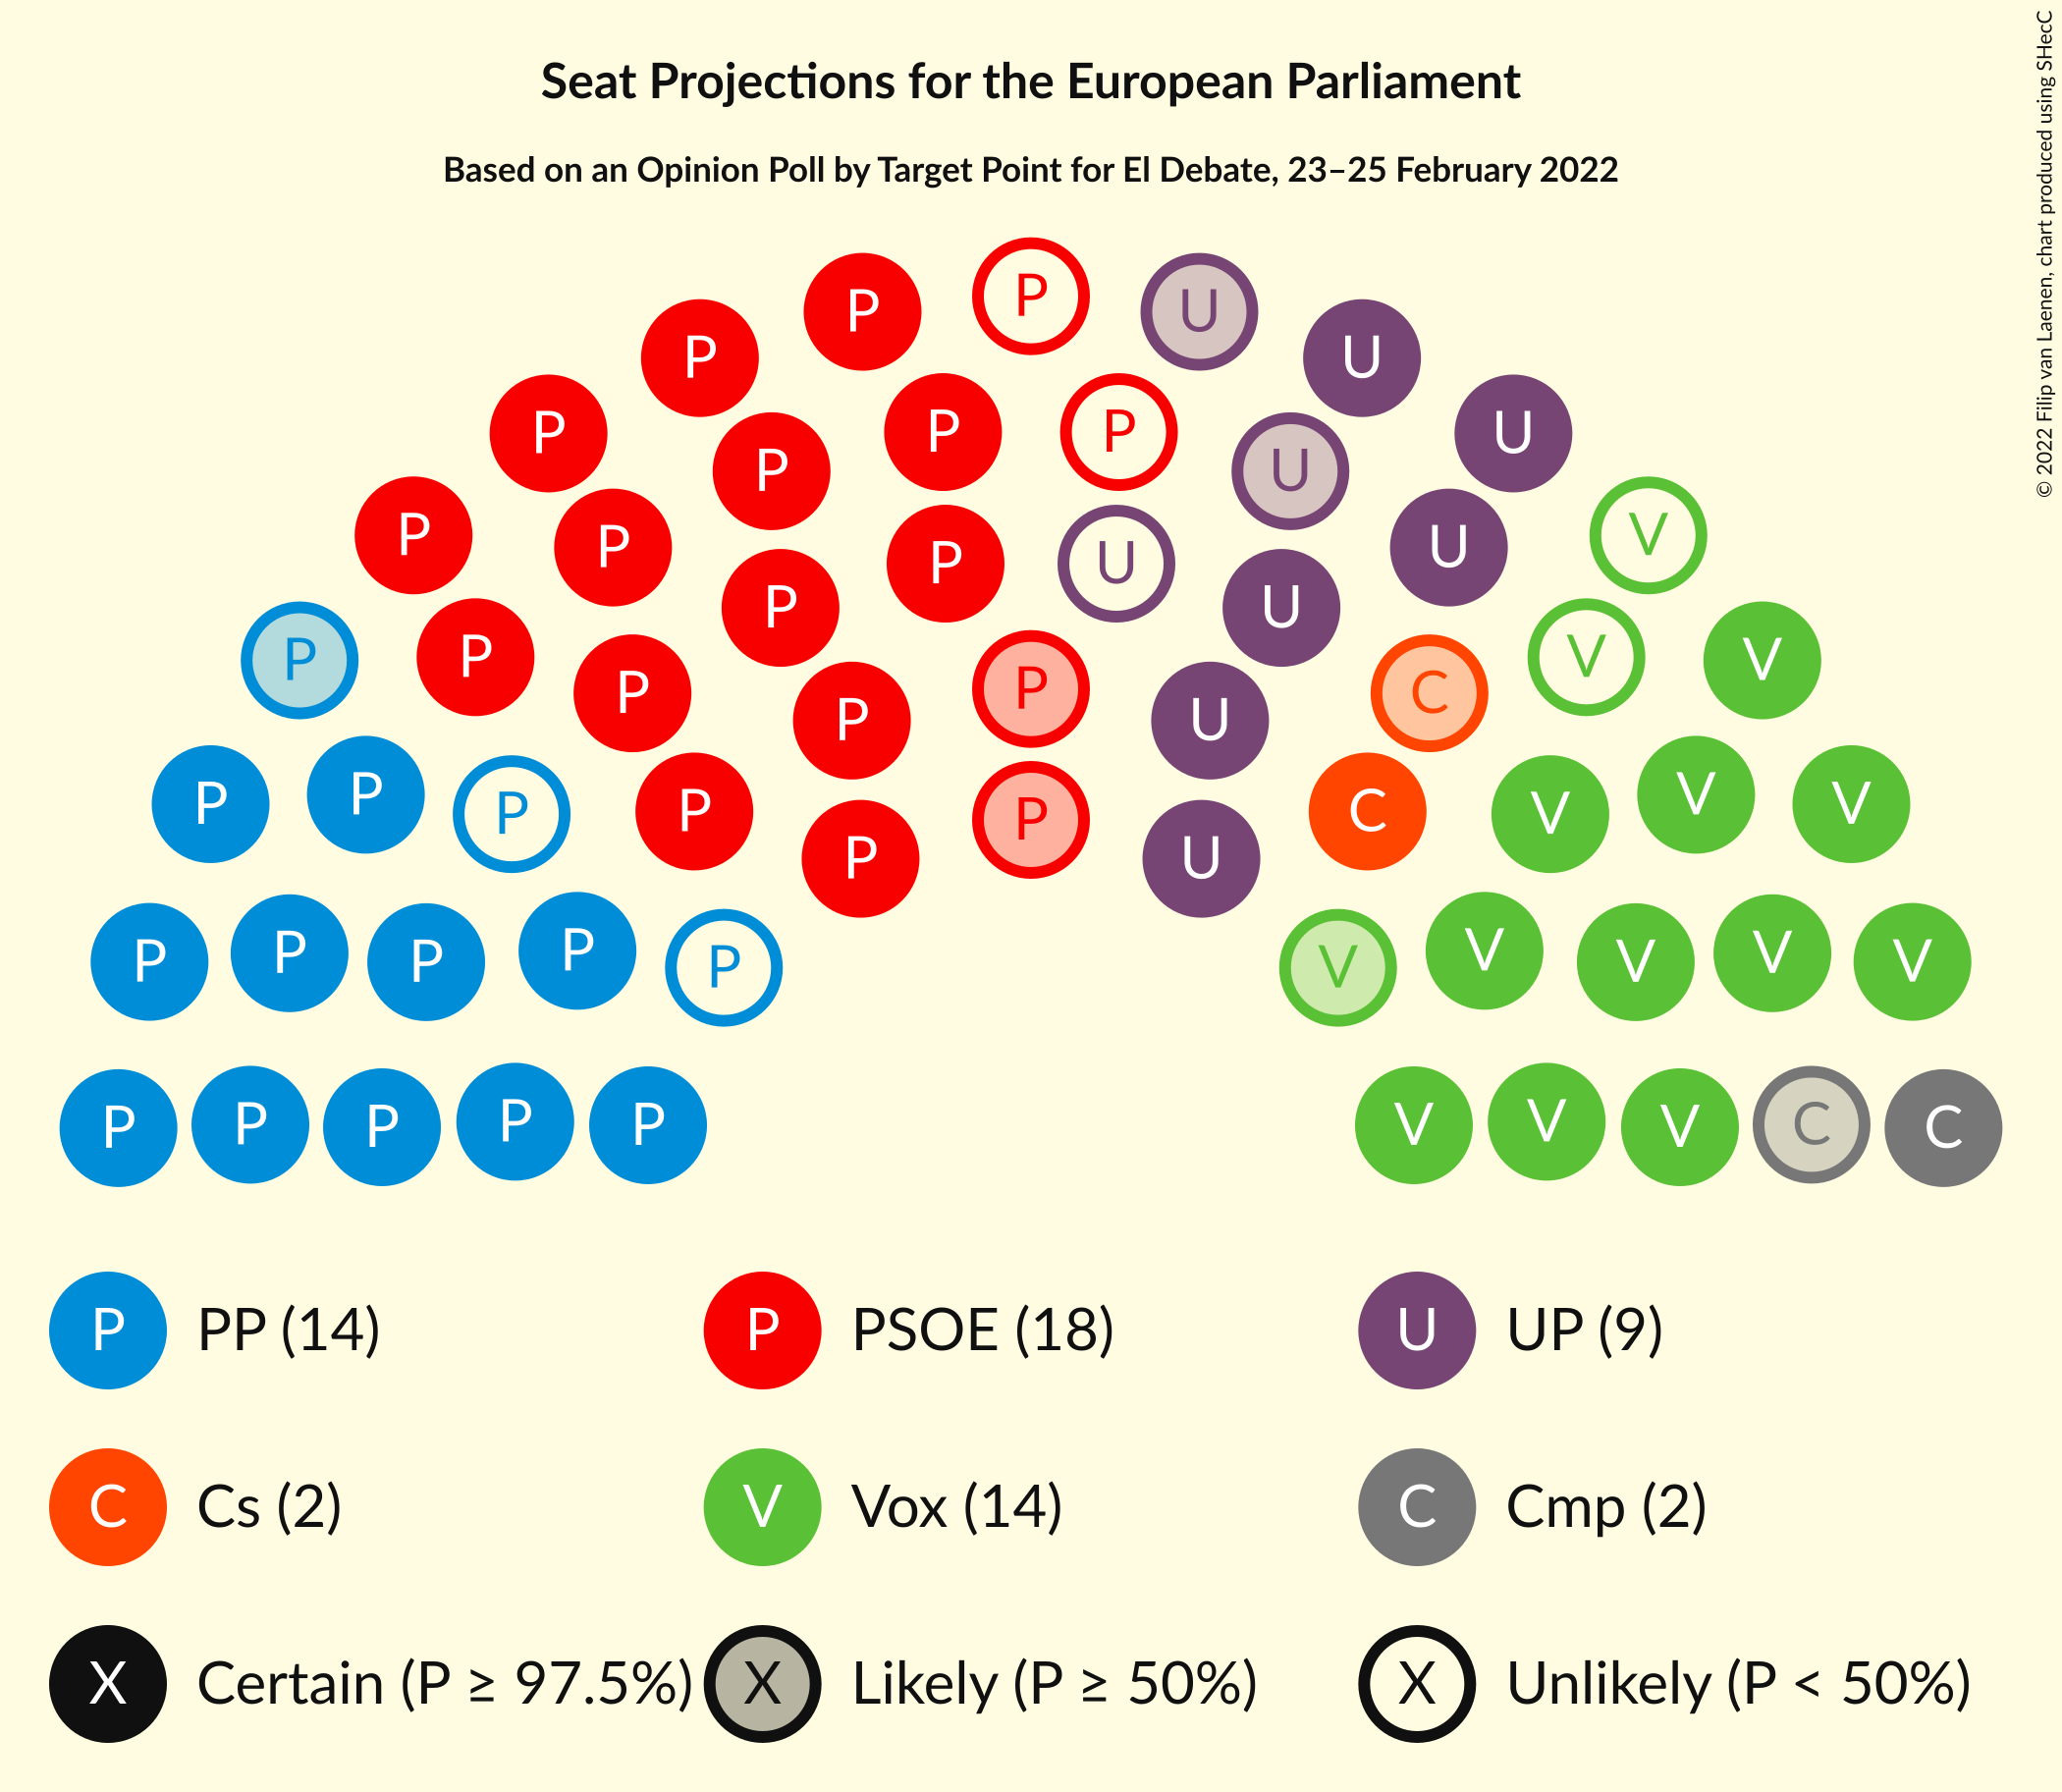 Seat Projections for the European Parliament
Based on an Opinion Poll by Target Point for El Debate, 23–25 February 2022
© 2022 Filip van Laenen, chart produced using SHecC
P U
P U
P P U
P P U
P U
P P U V
P P U
P P V
P P U V
P C
P U
P P V
P P V
P C V
P P
P U
P P V
P P V
P P V
P V
P V
P P V
P P V
P P V
P C
P C
P PP (14) P PSOE (18) U UP (9)
C Cs (2) V Vox (14) C Cmp (2)
X Certain (P ≥ 97.5%) X Likely (P ≥ 50%) X Unlikely (P < 50%)